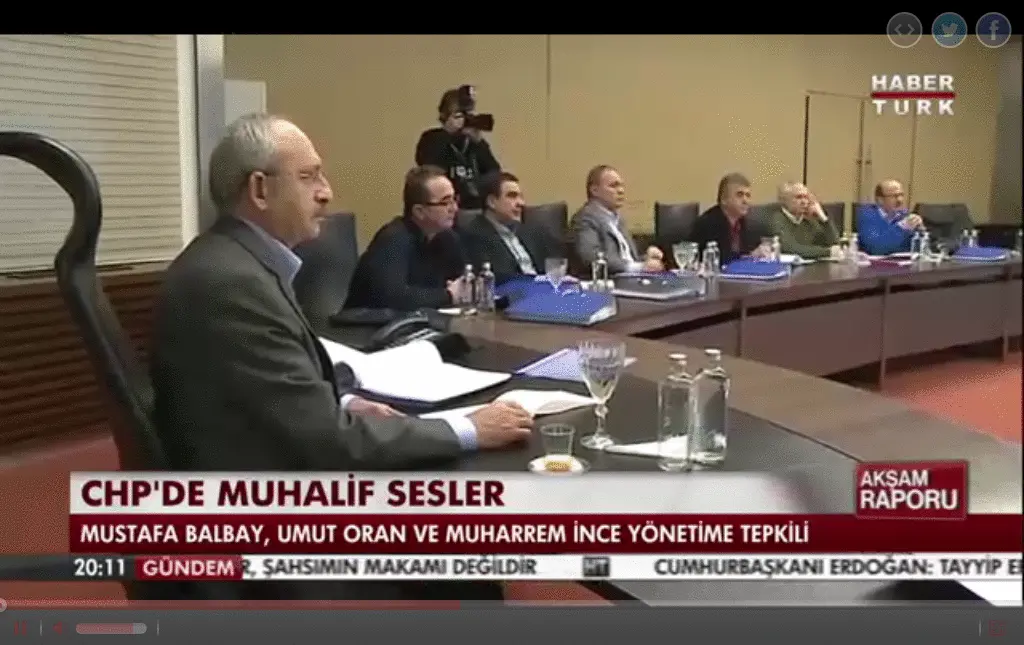 HABER
TURK
CHP'DE MUHALİF SESLER
AKŞAM
RAPORU
MUSTAFA BALBAY, UMUT ORAN VE MUHARREM İNCE YÖNETİME TEPKİLİ
20:11 GÜNDEM R, ŞAHSIMIN MAKAMI DEĞİLDİR HT CUMHURBAŞKANI ERDOĞAN: TAYYİP E